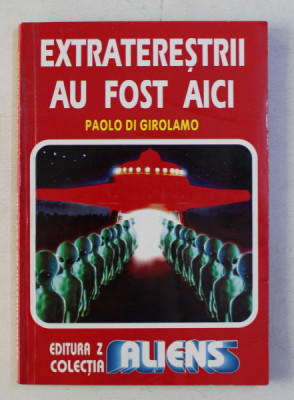 EXTRATEREȘTRII
AU FOST AICI
PAOLO DI GIROLAMO
EDITURA Z
COLECȚIA
ALIENS